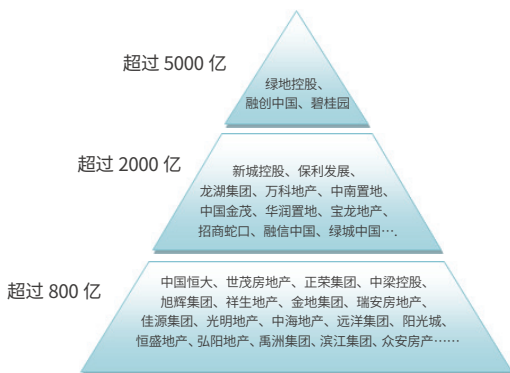 超过 5000 亿
绿地控股、
融创中国、碧桂园
超过 2000 亿
新城控股、保利发展、
龙湖集团、万科地产、中南置地、
中国金茂、华润置地、宝龙地产、
招商蛇口、融信中国、绿城中国….
超过 800 亿
中国恒大、世茂房地产、正荣集团、中梁控股、
旭辉集团、祥生地产、金地集团、瑞安房地产、
佳源集团、光明地产、中海地产、远洋集团、阳光城、
恒盛地产、弘阳地产、禹洲集团、滨江集团、众安房产……